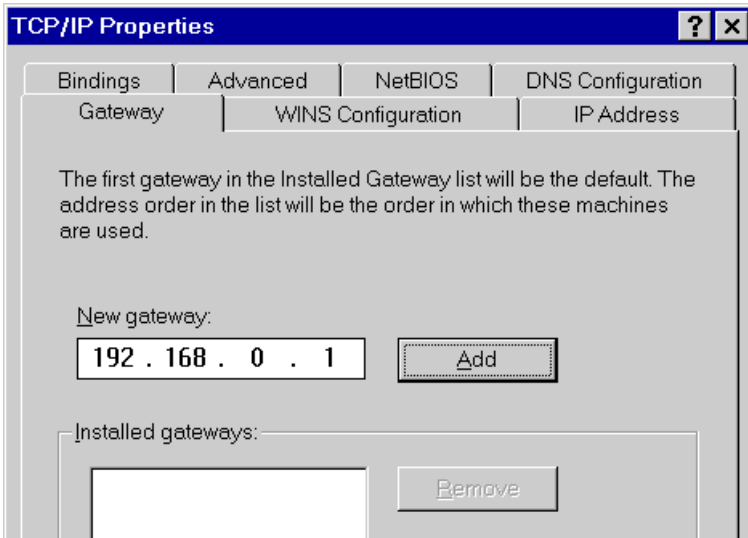 TCP/IP Properties
? ×
Bindings Advanced NetBIOS DNS Configuration
Gateway WINS Configuration IP Address
The first gateway in the Installed Gateway list will be the default. The
address order in the list will be the order in which these machines
are used.
New gateway:
192 . 168 . 0 . 1 Add
Installed gateways:
Remove